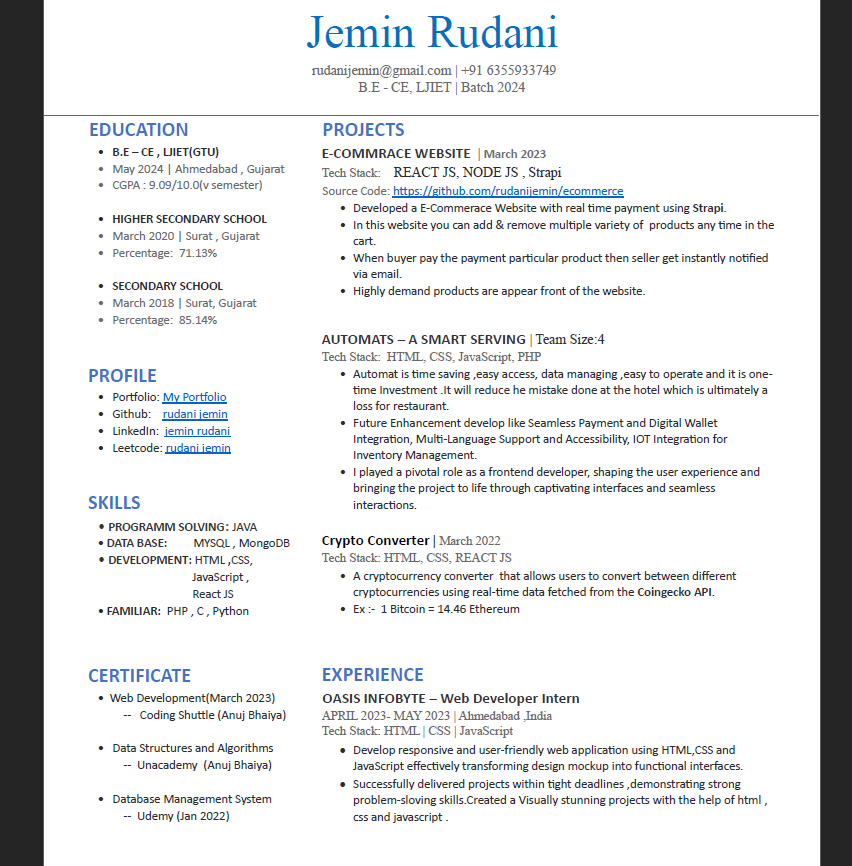 Jemin Rudani
rudanijemin@gmail.com | +91 6355933749
B.E - CE, LJIET | Batch 2024
EDUCATION
• B.E – CE , LJIET(GTU)
• May 2024 | Ahmedabad , Gujarat
• CGPA : 9.09/10.0(v semester)
• HIGHER SECONDARY SCHOOL
• March 2020 | Surat , Gujarat
• Percentage: 71.13%
• SECONDARY SCHOOL
• March 2018 | Surat, Gujarat
• Percentage: 85.14%
PROFILE
• Portfolio: My Portfolio
• Github: rudani jemin
• LinkedIn: jemin rudani
• Leetcode: rudani jemin
SKILLS
• PROGRAMM SOLVING: JAVA
• DATA BASE: MYSQL , MongoDB
• DEVELOPMENT: HTML ,CSS,
JavaScript ,
React JS
• FAMILIAR: PHP , C , Python
CERTIFICATE
• Web Development(March 2023)
-- Coding Shuttle (Anuj Bhaiya)
• Data Structures and Algorithms
-- Unacademy (Anuj Bhaiya)
• Database Management System
-- Udemy (Jan 2022)
PROJECTS
E-COMMRACE WEBSITE | March 2023
Tech Stack: REACT JS, NODE JS , Strapi
Source Code: https://github.com/rudanijemin/ecommerce
• Developed a E-Commerace Website with real time payment using Strapi.
• In this website you can add & remove multiple variety of products any time in the
cart.
• When buyer pay the payment particular product then seller get instantly notified
via email.
• Highly demand products are appear front of the website.
AUTOMATS – A SMART SERVING | Team Size:4
Tech Stack: HTML, CSS, JavaScript, PHP
• Automat is time saving ,easy access, data managing ,easy to operate and it is one-
time Investment .It will reduce he mistake done at the hotel which is ultimately a
loss for restaurant.
• Future Enhancement develop like Seamless Payment and Digital Wallet
Integration, Multi-Language Support and Accessibility, IOT Integration for
Inventory Management.
• I played a pivotal role as a frontend developer, shaping the user experience and
bringing the project to life through captivating interfaces and seamless
interactions.
Crypto Converter | March 2022
Tech Stack: HTML, CSS, REACT JS
• A cryptocurrency converter that allows users to convert between different
cryptocurrencies using real-time data fetched from the Coingecko API.
• Ex :- 1 Bitcoin = 14.46 Ethereum
EXPERIENCE
OASIS INFOBYTE – Web Developer Intern
APRIL 2023- MAY 2023 | Ahmedabad ,India
Tech Stack: HTML | CSS | JavaScript
• Develop responsive and user-friendly web application using HTML,CSS and
JavaScript effectively transforming design mockup into functional interfaces.
• Successfully delivered projects within tight deadlines ,demonstrating strong
problem-sloving skills.Created a Visually stunning projects with the help of html ,
css and javascript .